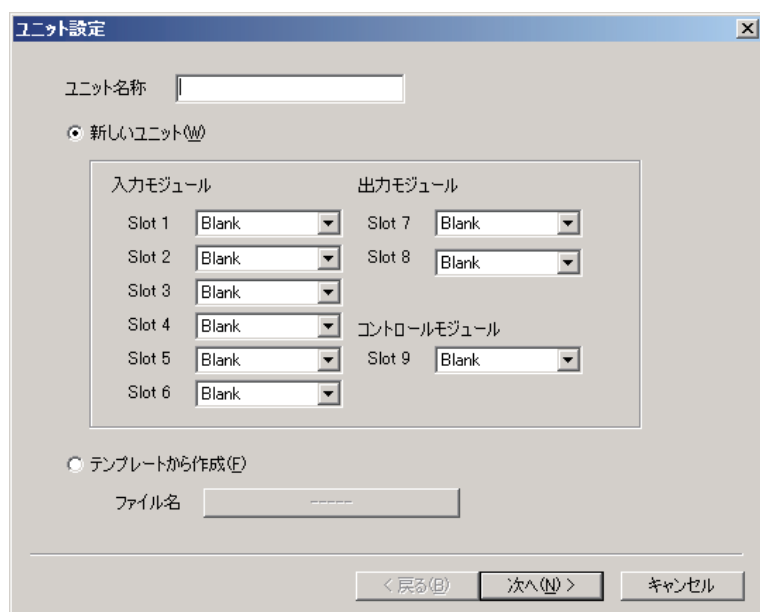 ユニット設定
ユニット名称
新しいユニット(W)
入力モジュール
Slot 1 Blank
Slot 2 Blank
Slot 3 Blank
Slot 4 Blank
Slot 5 Blank
Slot 6 Blank
出力モジュール
Slot 7 Blank
Slot 8 Blank
コントロールモジュール
Slot 9 Blank
テンプレートから作成(F)
ファイル名 -----
< 戻る(B) 次へ(N) > キャンセル